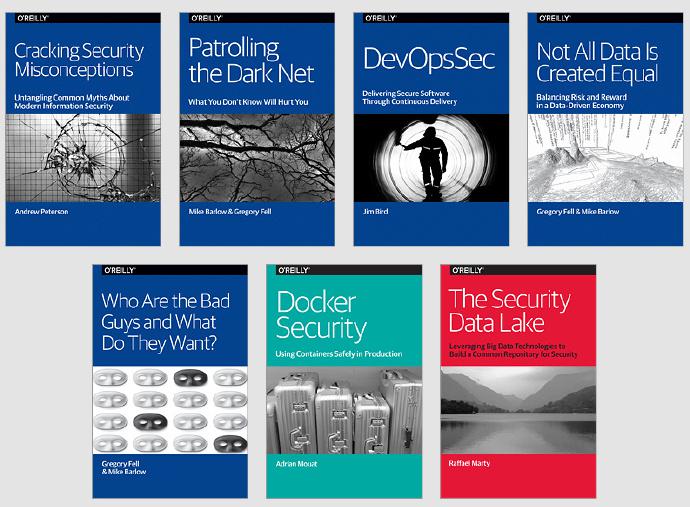 O'REILLY®
Cracking Security
Misconceptions
Untangling Common Myths About
Modern Information Security
Andrew Peterson
O'REILLY®
Patrolling
the Dark Net
What You Don't Know Will Hurt You
Mike Barlow & Gregory Fell
O'REILLY®
DevOpsSec
Delivering Secure Software
Through Continuous Delivery
Jim Bird
O'REILLY®
Not All Data Is
Created Equal
Balancing Risk and Reward
in a Data-Driven Economy
Gregory Fell & Mike Barlow
O'REILLY®
Who Are the Bad
Guys and What
Do They Want?
Gregory Fell
& Mike Barlow
O'REILLY®
Docker
Security
Using Containers Safely in Production
Adrian Mouat
O'REILLY®
The Security
Data Lake
Leveraging Big Data Technologies to
Build a Common Repository for Security
Raffael Marty